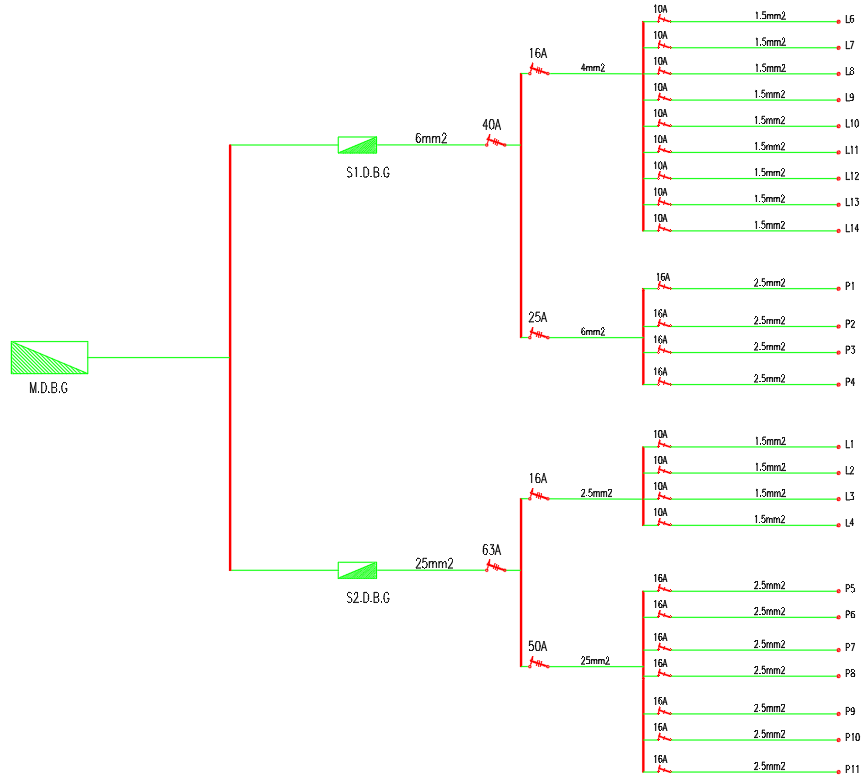 10A 1.5mm2 L6
10A 1.5mm2 L7
16A
4mm2
10A 1.5mm2 L8
10A 1.5mm2 L9
10A 1.5mm2 L10
40A
6mm2
10A 1.5mm2 L11
S1.D.B.G
10A 1.5mm2 L12
10A 1.5mm2 L13
10A 1.5mm2 L14
16A 2.5mm2 P1
25A
6mm2
16A 2.5mm2 P2
16A 2.5mm2 P3
M.D.B.G
16A 2.5mm2 P4
10A 1.5mm2 L1
10A 1.5mm2 L2
16A
2.5mm2
10A 1.5mm2 L3
10A 1.5mm2 L4
63A
25mm2
S2.D.B.G
16A 2.5mm2 P5
16A 2.5mm2 P6
50A
25mm2
16A 2.5mm2 P7
16A 2.5mm2 P8
16A 2.5mm2 P9
16A 2.5mm2 P10
16A 2.5mm2 P11